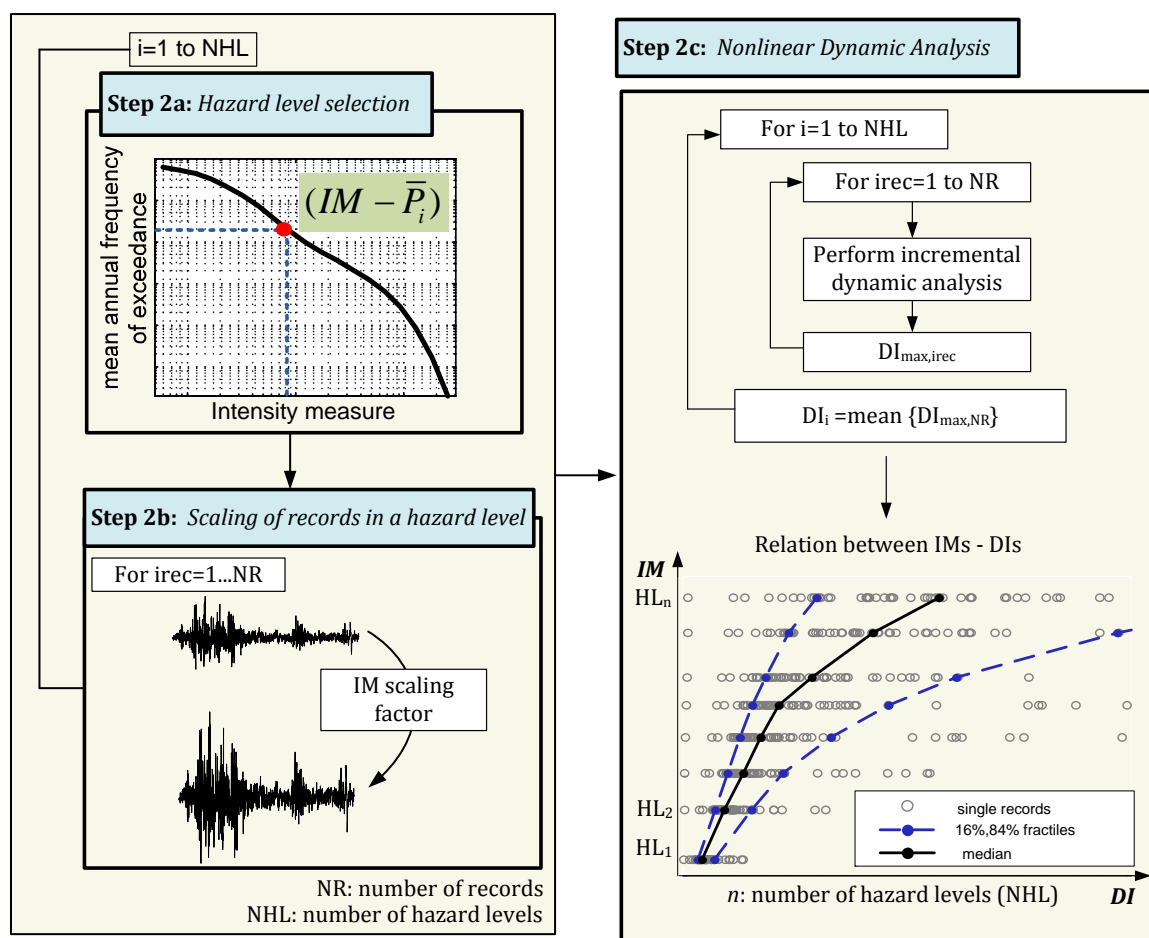 i=1 to NHL
Step 2a: Hazard level selection
mean annual frequency
of exceedance
(IM − P̅i)
Intensity measure
Step 2b: Scaling of records in a hazard level
For irec=1...NR
IM scaling
factor
NR: number of records
NHL: number of hazard levels
Step 2c: Nonlinear Dynamic Analysis
For i=1 to NHL
For irec=1 to NR
Perform incremental
dynamic analysis
DImax,irec
DIi =mean {DImax,NR}
Relation between IMs - DIs
IM
HLn
HL2
HL1
single records
16%,84% fractiles
median
n: number of hazard levels (NHL)
DI